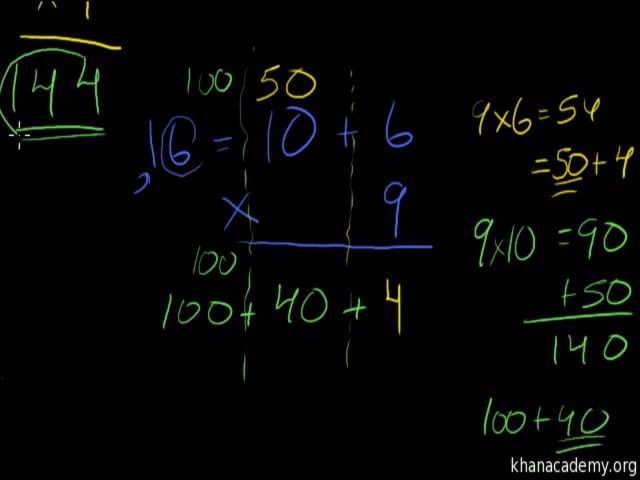 144
100 50
16 = 10 + 6
× 9
100
100 + 40 + 4
9×6 = 54
= 50 + 4
9×10 = 90
+50
140
100 + 40
khanacademy.org